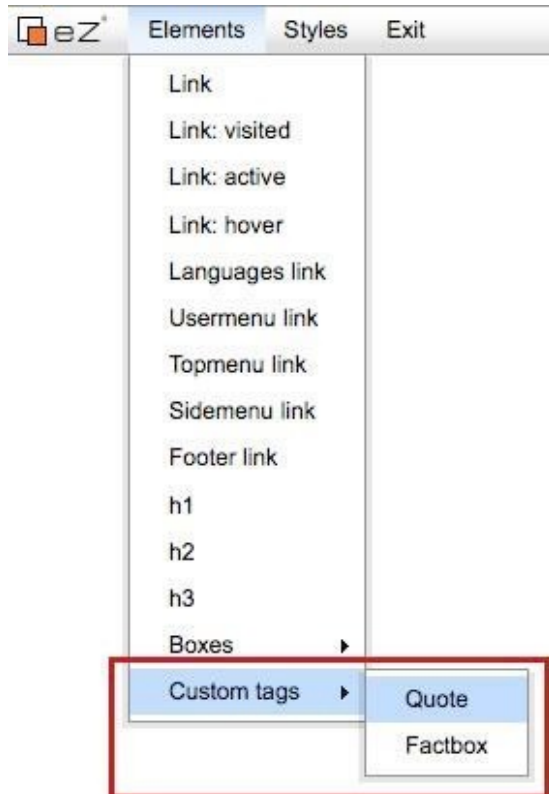 eZ Elements Styles Exit
Link
Link: visited
Link: active
Link: hover
Languages link
Usermenu link
Topmenu link
Sidemenu link
Footer link
h1
h2
h3
Boxes
Custom tags Quote
Factbox